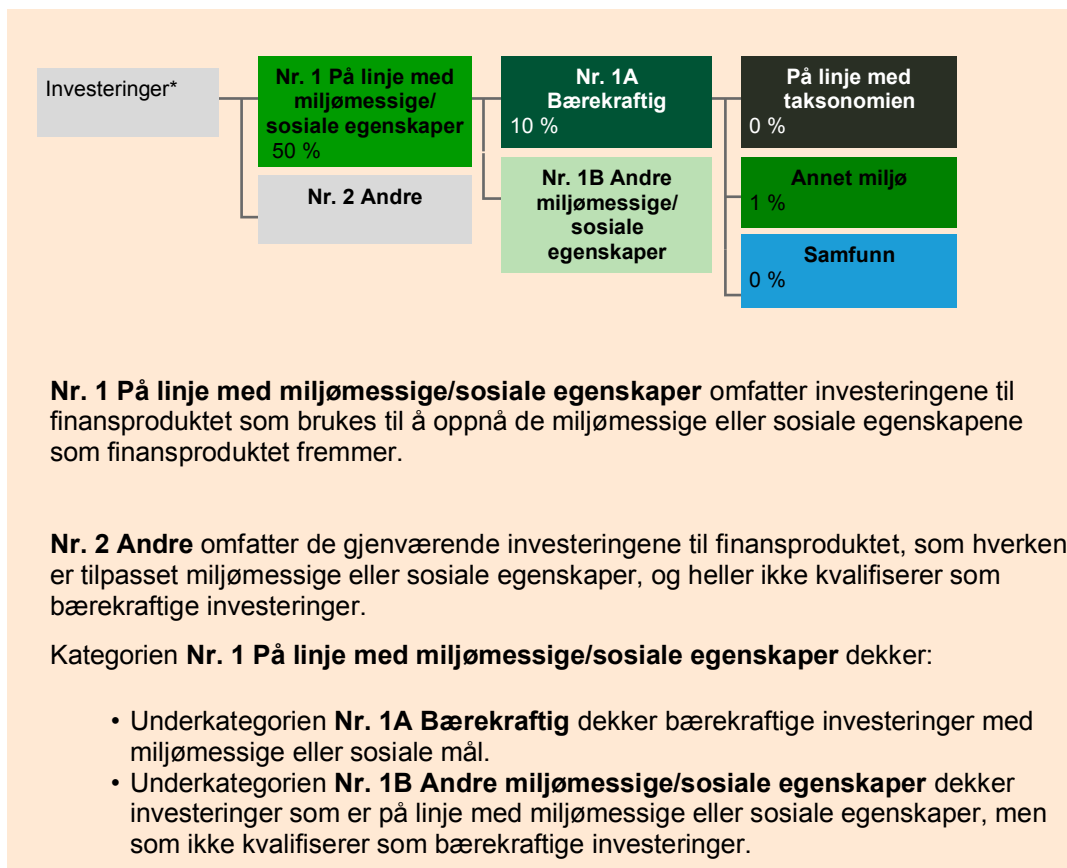 Investeringer*
Nr. 1 På linje med
miljømessige/
sosiale egenskaper
50 %
Nr. 2 Andre
Nr. 1A
Bærekraftig
10 %
Nr. 1B Andre
miljømessige/
sosiale
egenskaper
På linje med
taksonomien
0 %
Annet miljø
1 %
Samfunn
0 %
Nr. 1 På linje med miljømessige/sosiale egenskaper omfatter investeringene til
finansproduktet som brukes til å oppnå de miljømessige eller sosiale egenskapene
som finansproduktet fremmer.
Nr. 2 Andre omfatter de gjenværende investeringene til finansproduktet, som hverken
er tilpasset miljømessige eller sosiale egenskaper, og heller ikke kvalifiserer som
bærekraftige investeringer.
Kategorien Nr. 1 På linje med miljømessige/sosiale egenskaper dekker:
• Underkategorien Nr. 1A Bærekraftig dekker bærekraftige investeringer med
miljømessige eller sosiale mål.
• Underkategorien Nr. 1B Andre miljømessige/sosiale egenskaper dekker
investeringer som er på linje med miljømessige eller sosiale egenskaper, men
som ikke kvalifiserer som bærekraftige investeringer.